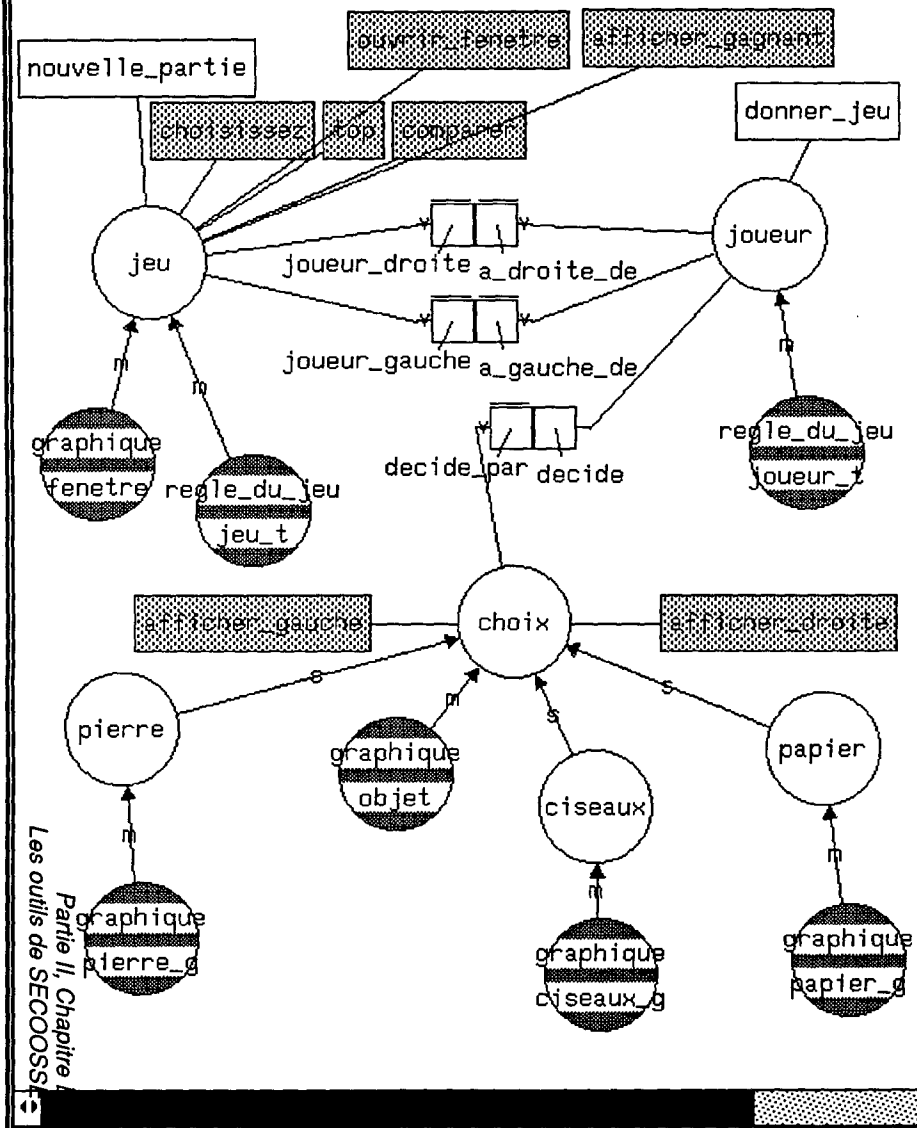 ouvrir_fenetre
afficher_gagnant
nouvelle_partie
choisissez
top
comparer
donner_jeu
jeu
joueur
joueur_droite
a_droite_de
joueur_gauche
a_gauche_de
m
m
m
graphique
fenetre
regle_du_jeu
jeu_t
decide_par
decide
regle_du_jeu
joueur_t
afficher_gauche
choix
afficher_droite
s
m
s
s
pierre
graphique
objet
ciseaux
papier
m
m
m
graphique
pierre_g
graphique
ciseaux_g
graphique
papier_g
Partie II, Chapitre
Les outils de SECOOSSE